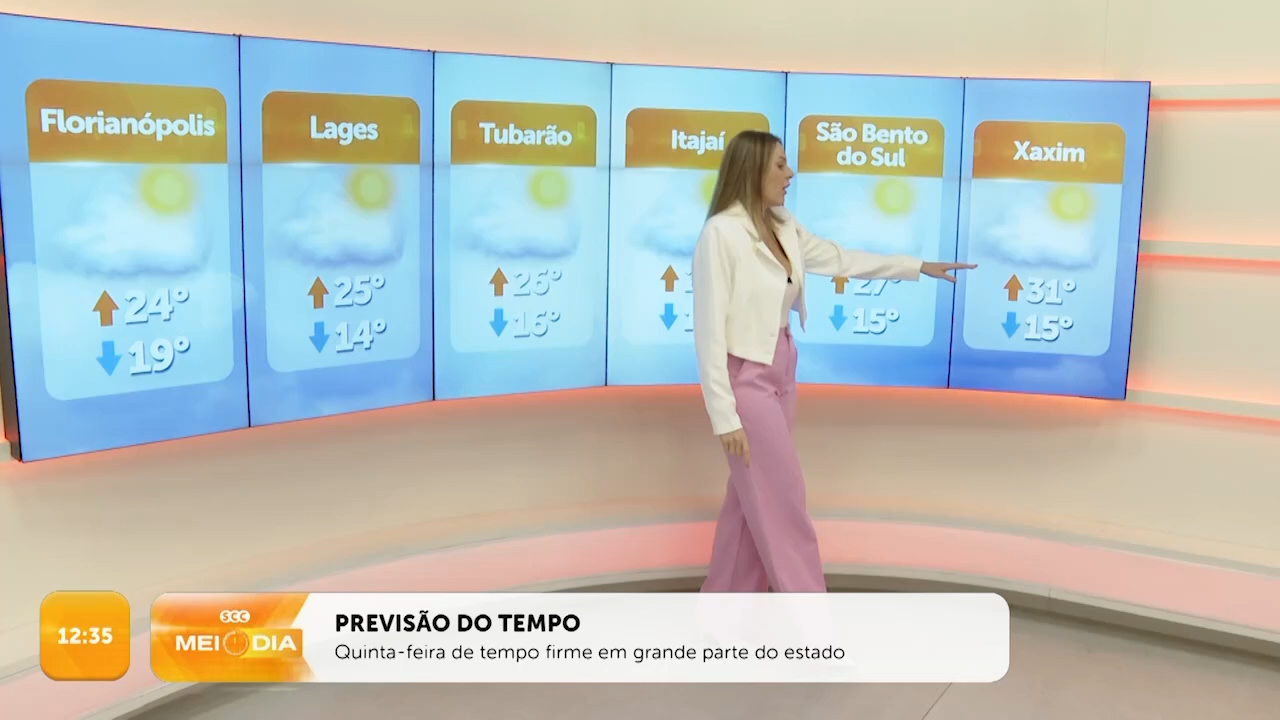 Florianópolis
24°
19°
Lages
25°
14°
Tubarão
26°
16°
Itajaí
São Bento
do Sul
27°
15°
Xaxim
31°
15°
12:35
SCC
MEIO DIA
PREVISÃO DO TEMPO
Quinta-feira de tempo firme em grande parte do estado